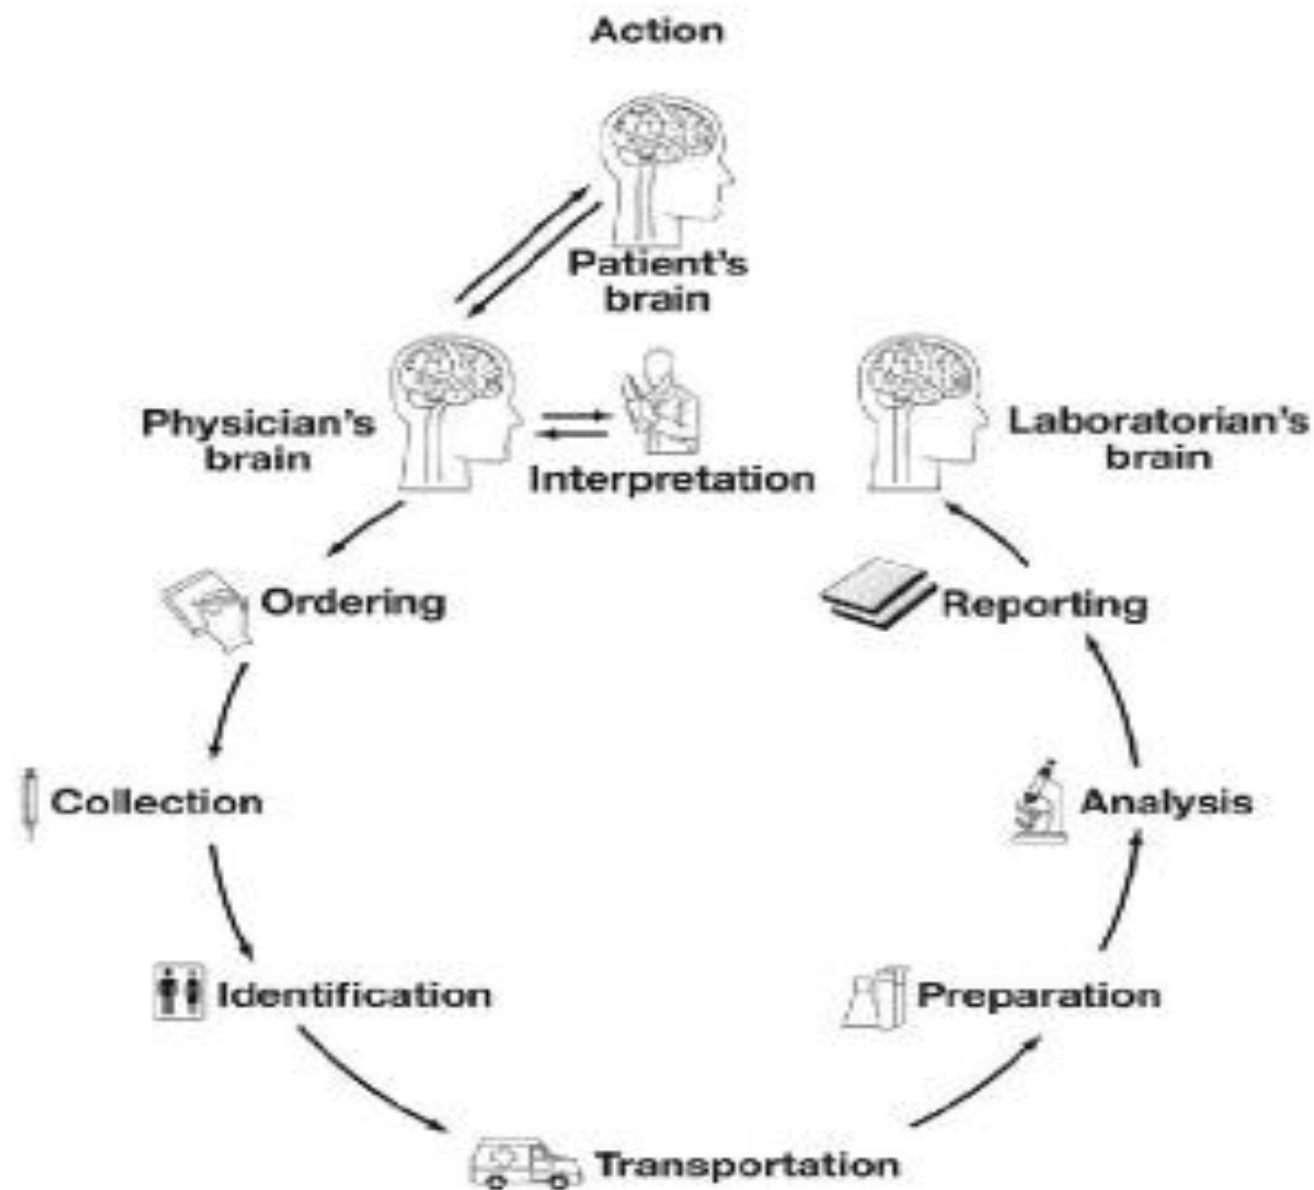 Action
Patient's
brain
Physician's
brain
Interpretation
Laboratorian's
brain
Ordering
Reporting
Collection
Analysis
Identification
Preparation
Transportation